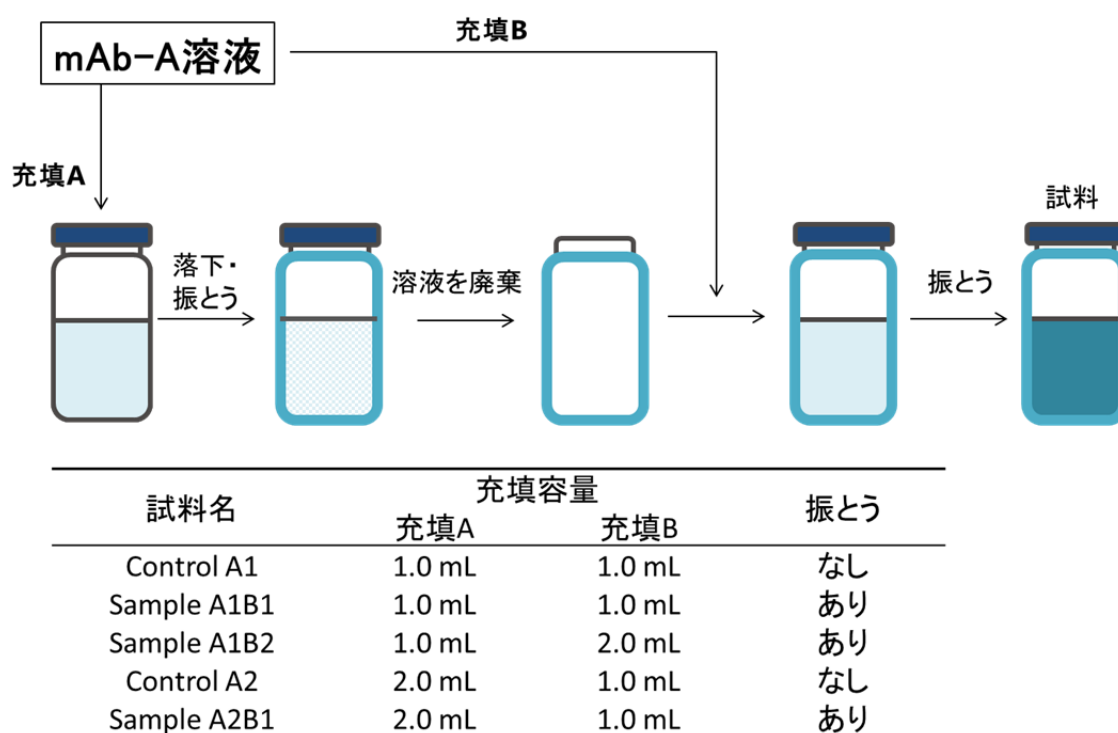 充填B
mAb-A溶液
充填A
試料
落下・
振とう
溶液を廃棄
振とう
試料名 充填容量 振とう
充填A 充填B
Control A1 1.0 mL 1.0 mL なし
Sample A1B1 1.0 mL 1.0 mL あり
Sample A1B2 1.0 mL 2.0 mL あり
Control A2 2.0 mL 1.0 mL なし
Sample A2B1 2.0 mL 1.0 mL あり